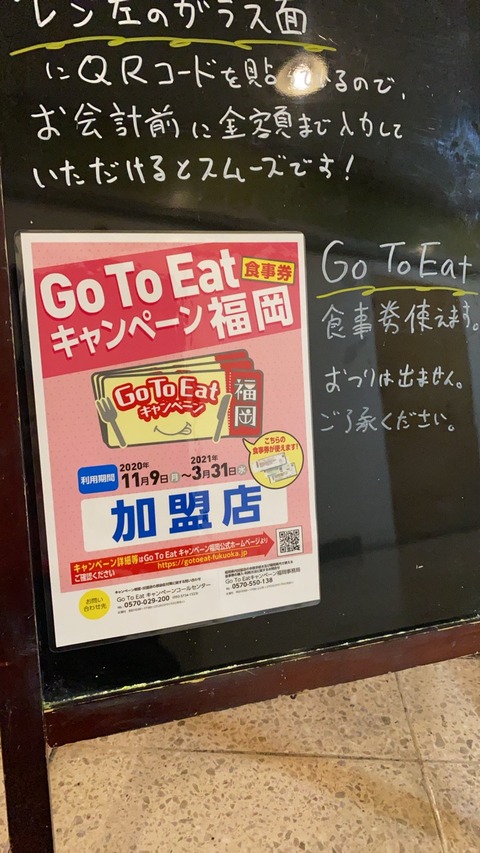 レジ左のガラス面
にQRコードを貼っているので、
お会計前に金額まで入力して
いただけるとスムーズです！
Go To Eat
食事券使えます。
おつりは出ません。
ご了承ください。
Go To Eat 食事券
キャンペーン福岡
Go To Eat
キャンペーン
福岡
こちらの
食事券が使えます!
利用期間
2020年
11月9日月~
2021年
3月31日水
加盟店
キャンペーン詳細等はGo To Eat キャンペーン福岡公式ホームページより
ご確認ください
https://gotoeat-fukuoka.jp
お問い
合わせ先
Go To Eat キャンペーンコールセンター
TEL 0570-029-200
Go To Eat キャンペーン福岡事務局
TEL 0570-550-138